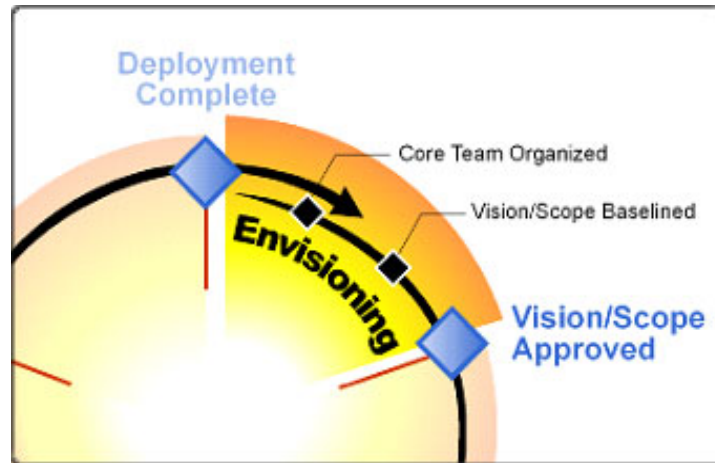 Deployment
Complete
Core Team Organized
Vision/Scope Baselined
Envisioning
Vision/Scope
Approved